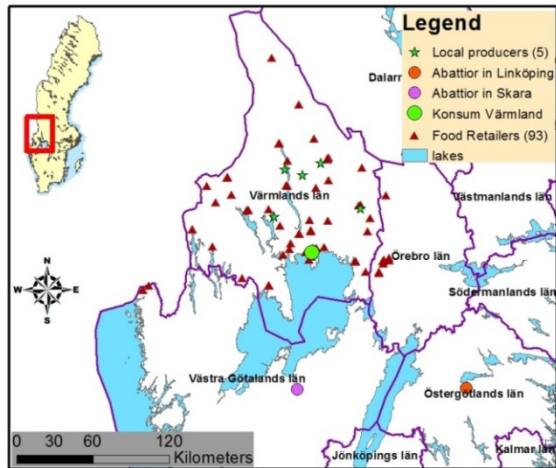 Legend
Local producers (5)
Abattior in Linköping
Abattior in Skara
Konsum Värmland
Food Retailers (93)
lakes
Dalarn
Värmlands län
Västmanlands län
Örebro län
Södermanlands län
N
W
E
S
Västra Götalands län
Östergötlands län
Jönköpings län
Kalmar län
0 30 60 120
Kilometers